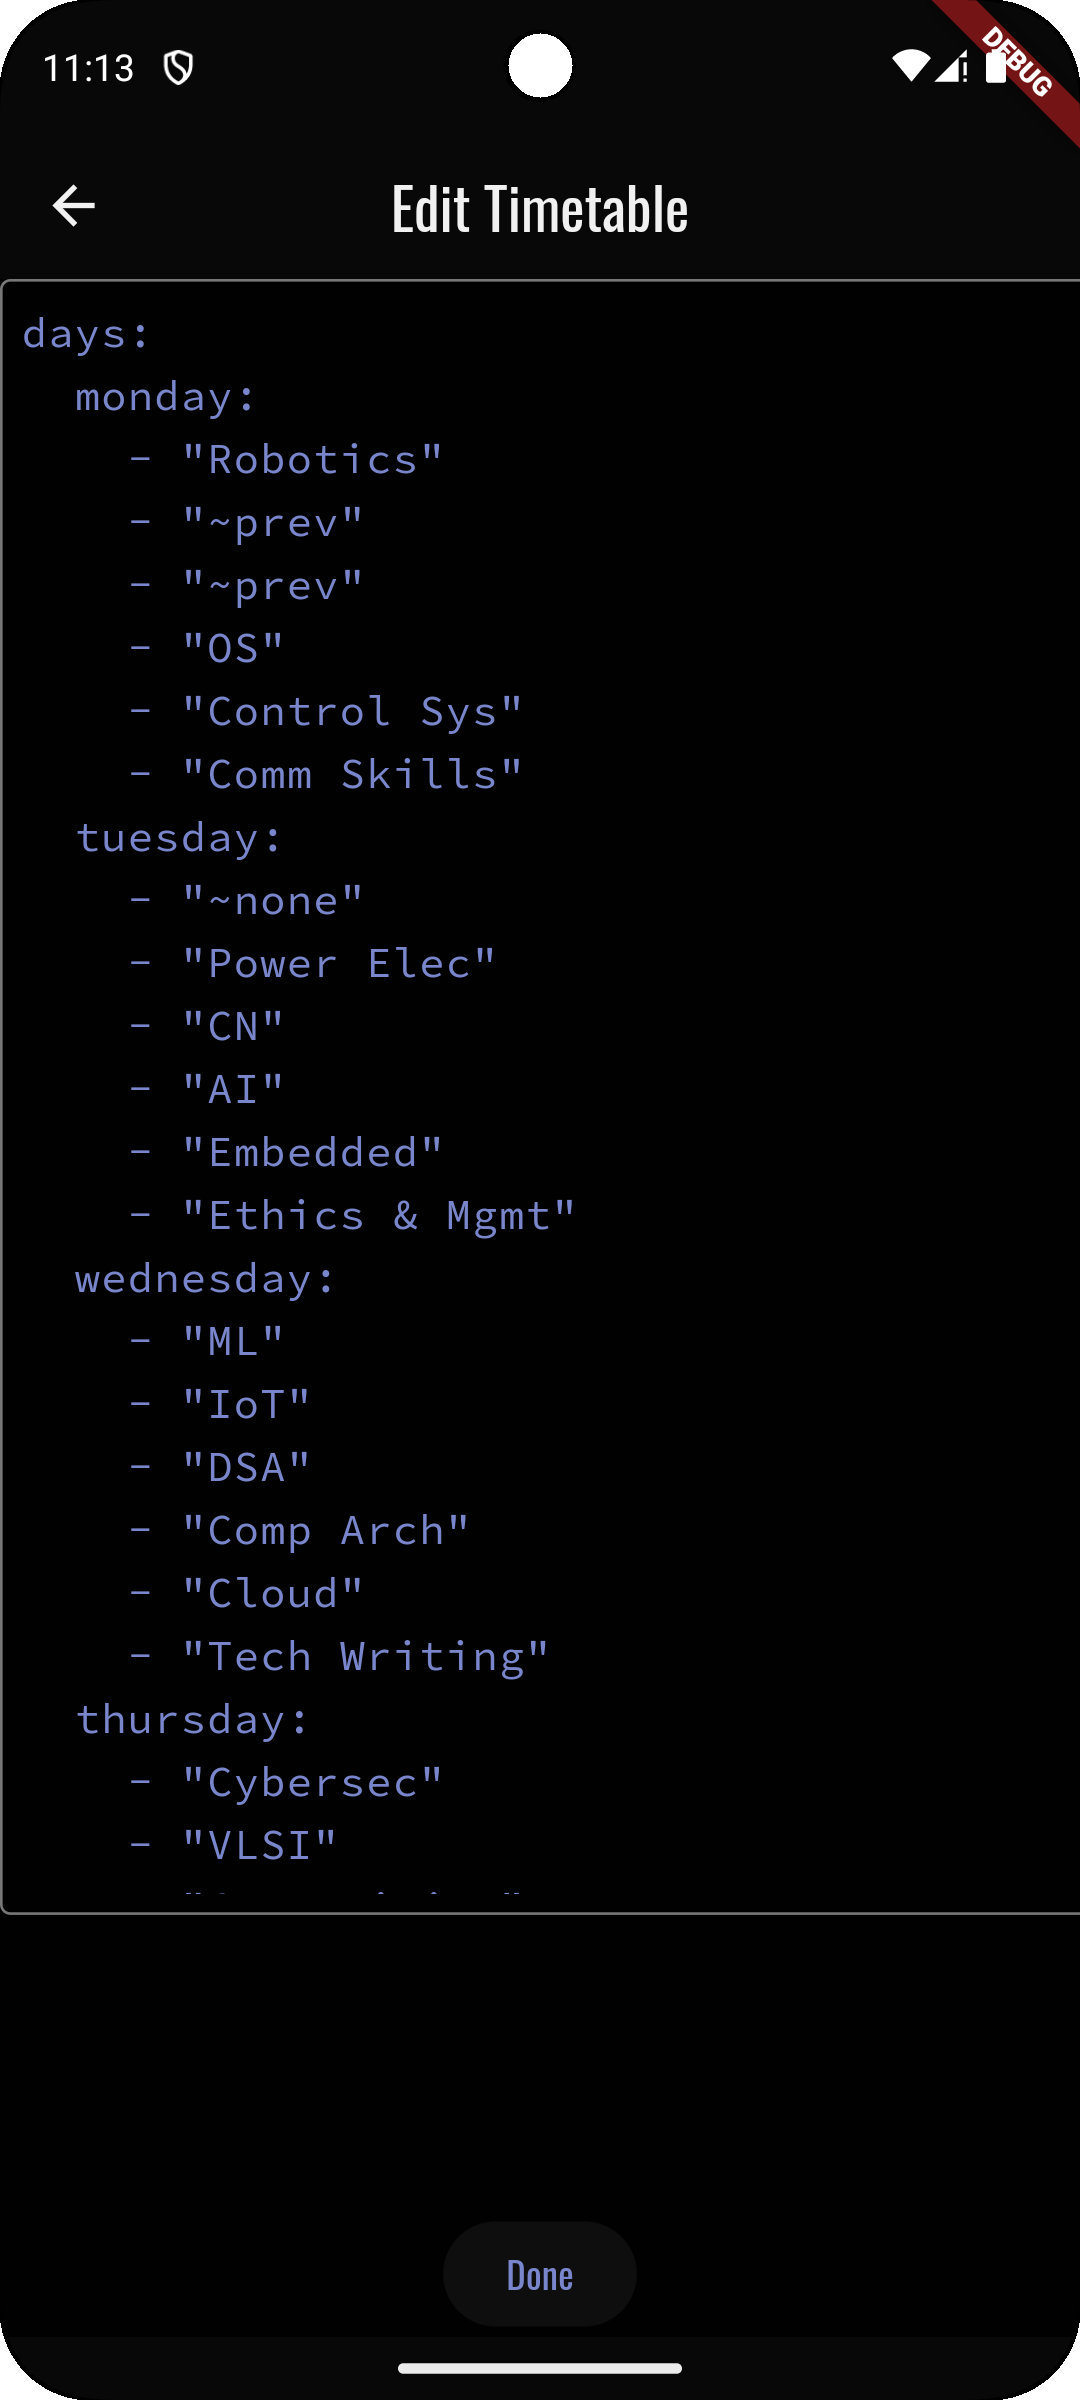 11:13
DEBUG
Edit Timetable
days:
  monday:
    - "Robotics"
    - "~prev"
    - "~prev"
    - "OS"
    - "Control Sys"
    - "Comm Skills"
  tuesday:
    - "~none"
    - "Power Elec"
    - "CN"
    - "AI"
    - "Embedded"
    - "Ethics & Mgmt"
  wednesday:
    - "ML"
    - "IoT"
    - "DSA"
    - "Comp Arch"
    - "Cloud"
    - "Tech Writing"
  thursday:
    - "Cybersec"
    - "VLSI"
Done